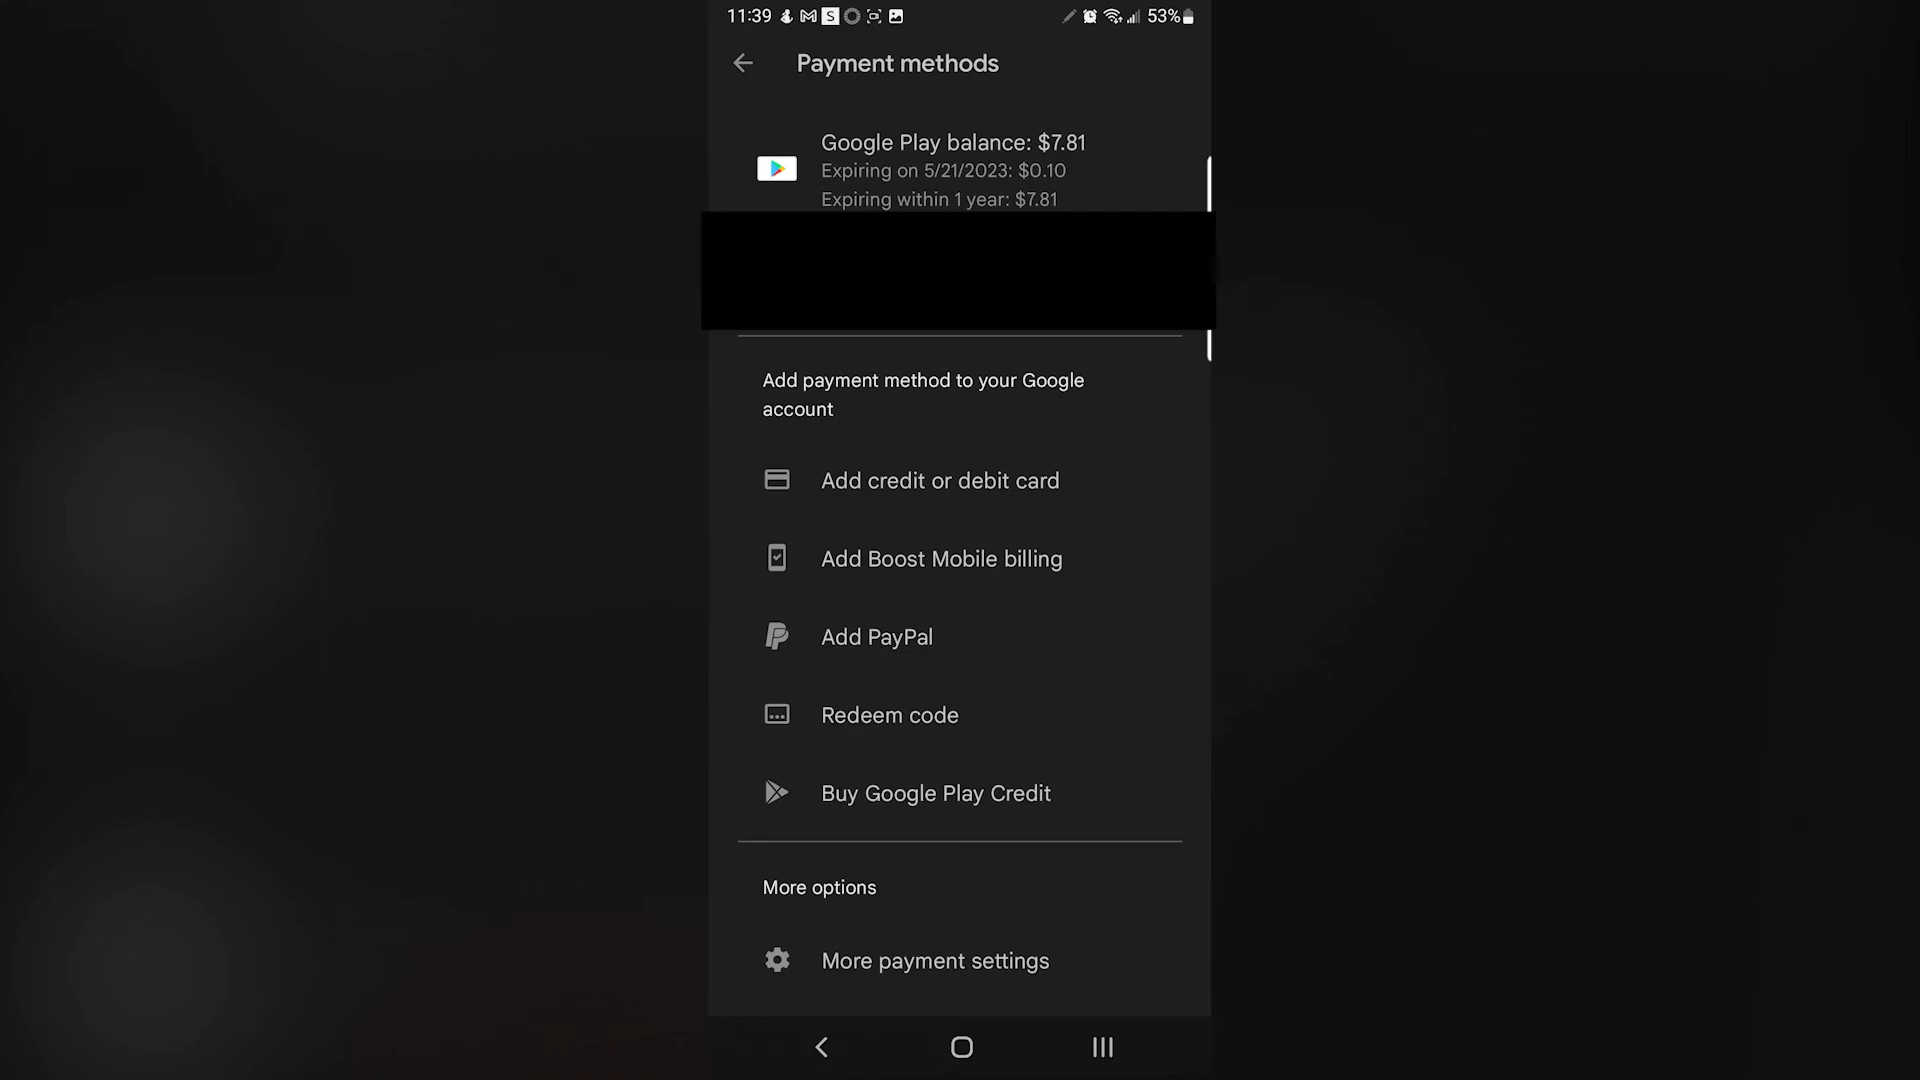 11:39 S 53%
Payment methods
Google Play balance: $7.81
Expiring on 5/21/2023: $0.10
Expiring within 1 year: $7.81
Add payment method to your Google
account
Add credit or debit card
Add Boost Mobile billing
Add PayPal
Redeem code
Buy Google Play Credit
More options
More payment settings